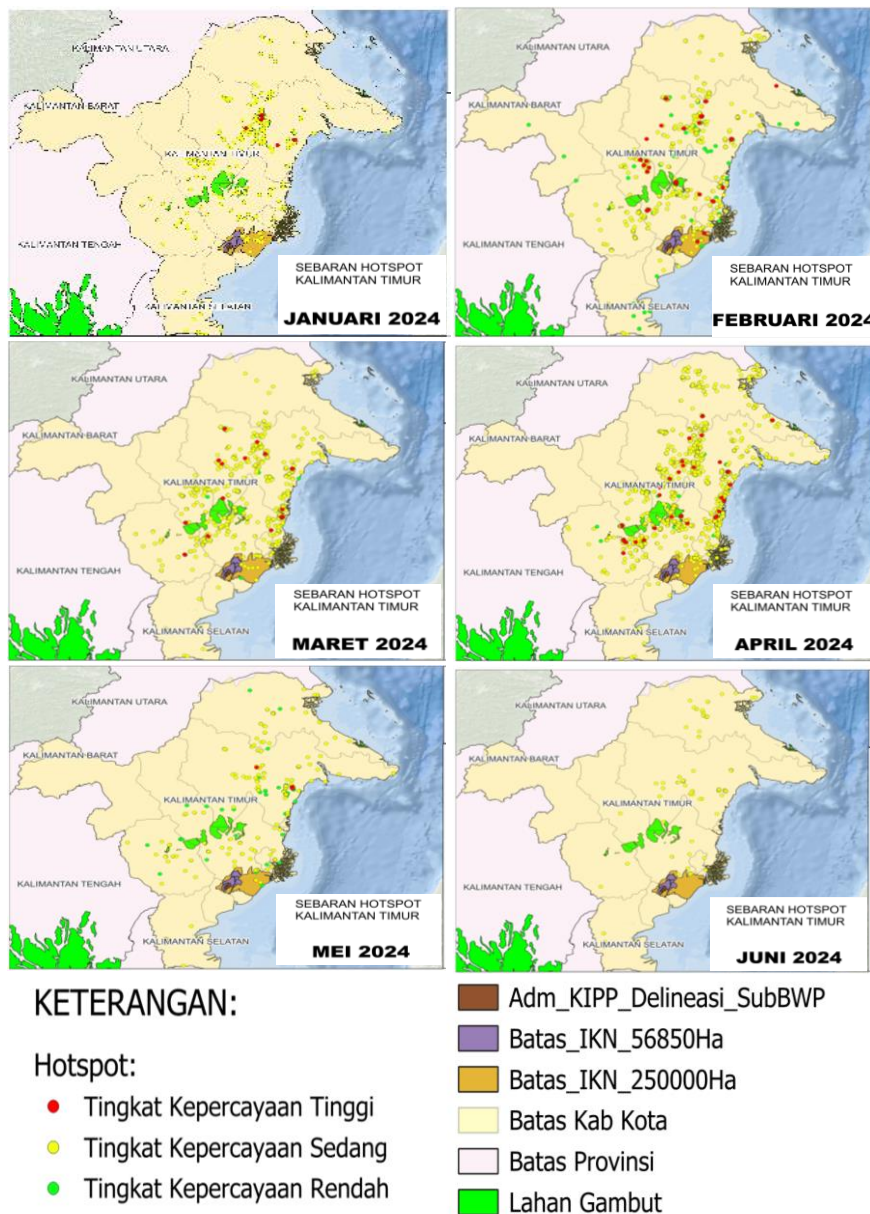 KALIMANTAN UTARA
KALIMANTAN BARAT
KALIMANTAN TIMUR
KALIMANTAN TENGAH
KALIMANTAN SELATAN
SEBARAN HOTSPOT
KALIMANTAN TIMUR
JANUARI 2024
KALIMANTAN UTARA
KALIMANTAN BARAT
KALIMANTAN
TIMUR
KALIMANTAN TENGAH
KALIMANTAN SELATAN
SEBARAN HOTSPOT
KALIMANTAN TIMUR
FEBRUARI 2024
KALIMANTAN UTARA
KALIMANTAN BARAT
KALIMANTAN TIMUR
KALIMANTAN TENGAH
KALIMANTAN SELATAN
SEBARAN HOTSPOT
KALIMANTAN TIMUR
MARET 2024
KALIMANTAN UTARA
KALIMANTAN BARAT
KALIMANTAN TIMUR
KALIMANTAN TENGAH
KALIMANTAN SELATAN
SEBARAN HOTSPOT
KALIMANTAN TIMUR
APRIL 2024
KALIMANTAN UTARA
KALIMANTAN BARAT
KALIMANTAN TIMUR
KALIMANTAN TENGAH
KALIMANTAN SELATAN
SEBARAN HOTSPOT
KALIMANTAN TIMUR
MEI 2024
KALIMANTAN UTARA
KALIMANTAN BARAT
KALIMANTAN TIMUR
KALIMANTAN TENGAH
KALIMANTAN SELATAN
SEBARAN HOTSPOT
KALIMANTAN TIMUR
JUNI 2024
KETERANGAN:
Hotspot:
Tingkat Kepercayaan Tinggi
Tingkat Kepercayaan Sedang
Tingkat Kepercayaan Rendah
Adm_KIPP_Delineasi_SubBWP
Batas_IKN_56850Ha
Batas_IKN_250000Ha
Batas Kab Kota
Batas Provinsi
Lahan Gambut